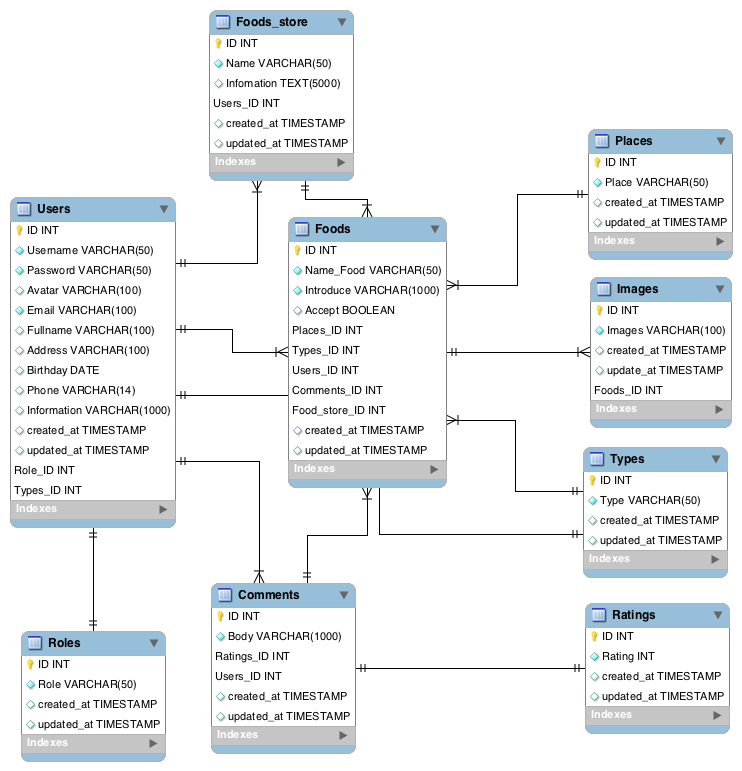 Foods_store
ID INT
Name VARCHAR(50)
Infomation TEXT(5000)
Users_ID INT
created_at TIMESTAMP
updated_at TIMESTAMP
Indexes
Places
ID INT
Place VARCHAR(50)
created_at TIMESTAMP
updated_at TIMESTAMP
Indexes
Users
ID INT
Username VARCHAR(50)
Password VARCHAR(50)
Avatar VARCHAR(100)
Email VARCHAR(100)
Fullname VARCHAR(100)
Address VARCHAR(100)
Birthday DATE
Phone VARCHAR(14)
Information VARCHAR(1000)
created_at TIMESTAMP
updated_at TIMESTAMP
Role_ID INT
Types_ID INT
Indexes
Foods
ID INT
Name_Food VARCHAR(50)
Introduce VARCHAR(1000)
Accept BOOLEAN
Places_ID INT
Types_ID INT
Users_ID INT
Comments_ID INT
Food_store_ID INT
created_at TIMESTAMP
updated_at TIMESTAMP
Indexes
Images
ID INT
Images VARCHAR(100)
created_at TIMESTAMP
update_at TIMESTAMP
Foods_ID INT
Indexes
Types
ID INT
Type VARCHAR(50)
created_at TIMESTAMP
updated_at TIMESTAMP
Indexes
Comments
ID INT
Body VARCHAR(1000)
Ratings_ID INT
Users_ID INT
created_at TIMESTAMP
updated_at TIMESTAMP
Indexes
Ratings
ID INT
Rating INT
created_at TIMESTAMP
updated_at TIMESTAMP
Indexes
Roles
ID INT
Role VARCHAR(50)
created_at TIMESTAMP
updated_at TIMESTAMP
Indexes